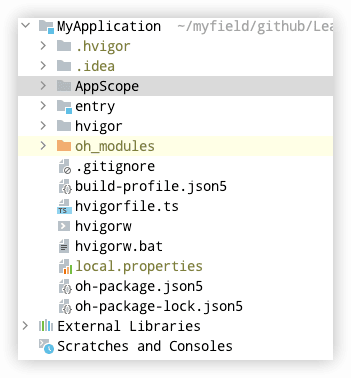 MyApplication ~/myfield/github/Lea
.hvigor
.idea
AppScope
entry
hvigor
oh_modules
.gitignore
build-profile.json5
hvigorfile.ts
hvigorw
hvigorw.bat
local.properties
oh-package.json5
oh-package-lock.json5
External Libraries
Scratches and Consoles